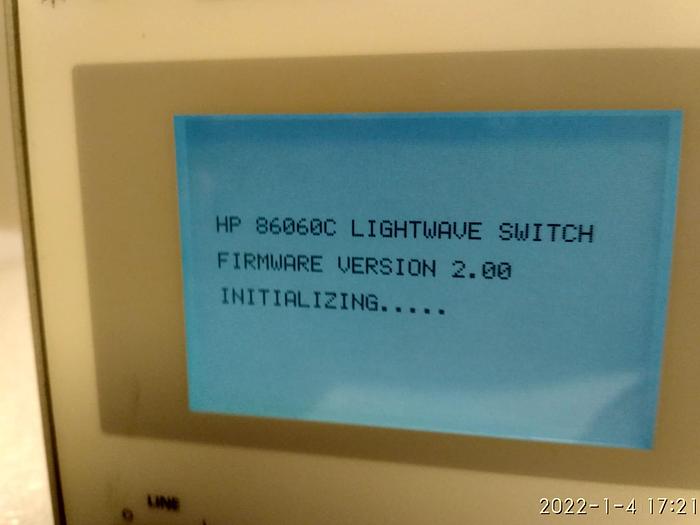 HP 86060C LIGHTWAVE SWITCH
FIRMWARE VERSION 2.00
INITIALIZING.....
LINE
2022-1-4 17:21